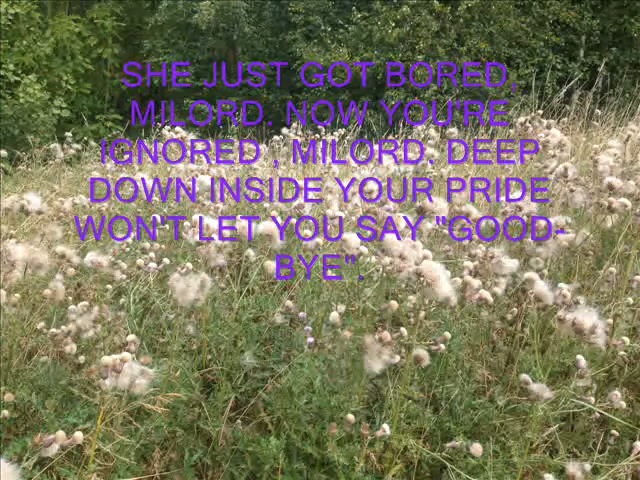 SHE JUST GOT BORED,
MILORD. NOW YOU'RE
IGNORED , MILORD. DEEP
DOWN INSIDE YOUR PRIDE
WON'T LET YOU SAY "GOOD-
BYE".